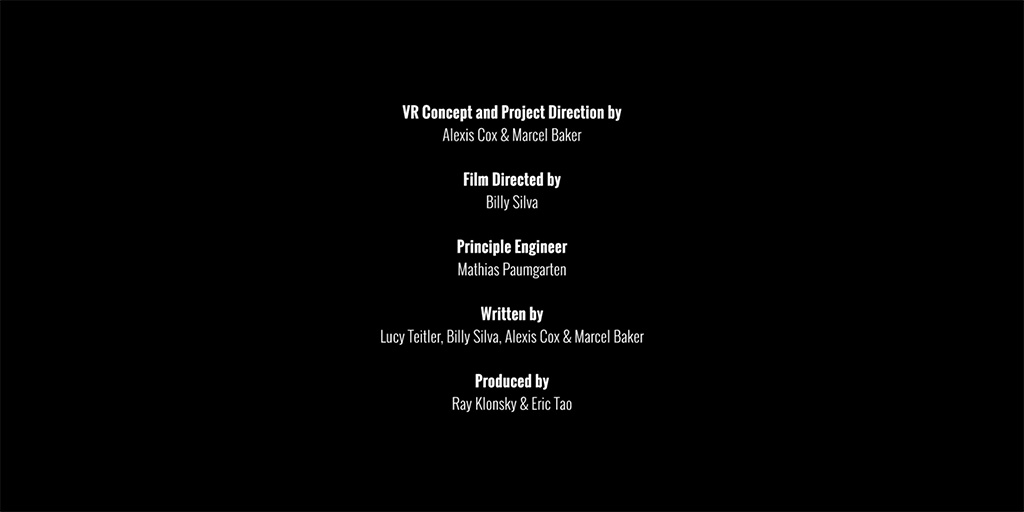 VR Concept and Project Direction by
Alexis Cox & Marcel Baker
Film Directed by
Billy Silva
Principle Engineer
Mathias Paumgarten
Written by
Lucy Teitler, Billy Silva, Alexis Cox & Marcel Baker
Produced by
Ray Klonsky & Eric Tao